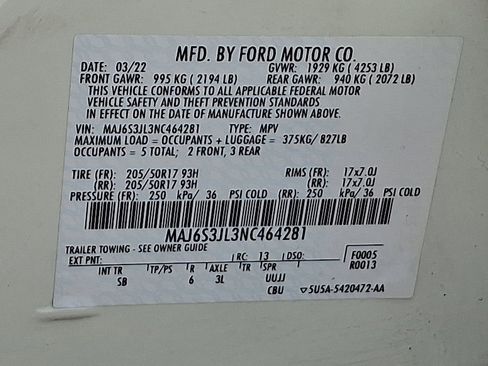 MFD. BY FORD MOTOR CO.
DATE: 03/22 GVWR: 1929 KG ( 4253 LB)
FRONT GAWR: 995 KG ( 2194 LB) REAR GAWR: 940 KG ( 2072 LB)
THIS VEHICLE CONFORMS TO ALL APPLICABLE FEDERAL MOTOR
VEHICLE SAFETY AND THEFT PREVENTION STANDARDS
IN EFFECT ON THE DATE OF MANUFACTURE SHOWN ABOVE.
VIN: MAJ6S3JL3NC464281 TYPE: MPV
MAXIMUM LOAD = OCCUPANTS + LUGGAGE = 375KG/ 827LB
OCCUPANTS = 5 TOTAL; 2 FRONT, 3 REAR
TIRE (FR): 205/50R17 93H RIMS (FR): 17x7.0J
(RR): 205/50R17 93H (RR): 17x7.0J
PRESSURE (FR): 250 kPa/ 36 PSI COLD (RR): 250 kPa/ 36 PSI COLD
MAJ6S3JL3NC464281
TRAILER TOWING - SEE OWNER GUIDE
EXT PNT: RC: 13 DSO: F0005
R0013
INT TR TP/PS R AXLE TR SPR
SB 6 3L UUJJ
CBU ▽ 5U5A-5420472-AA